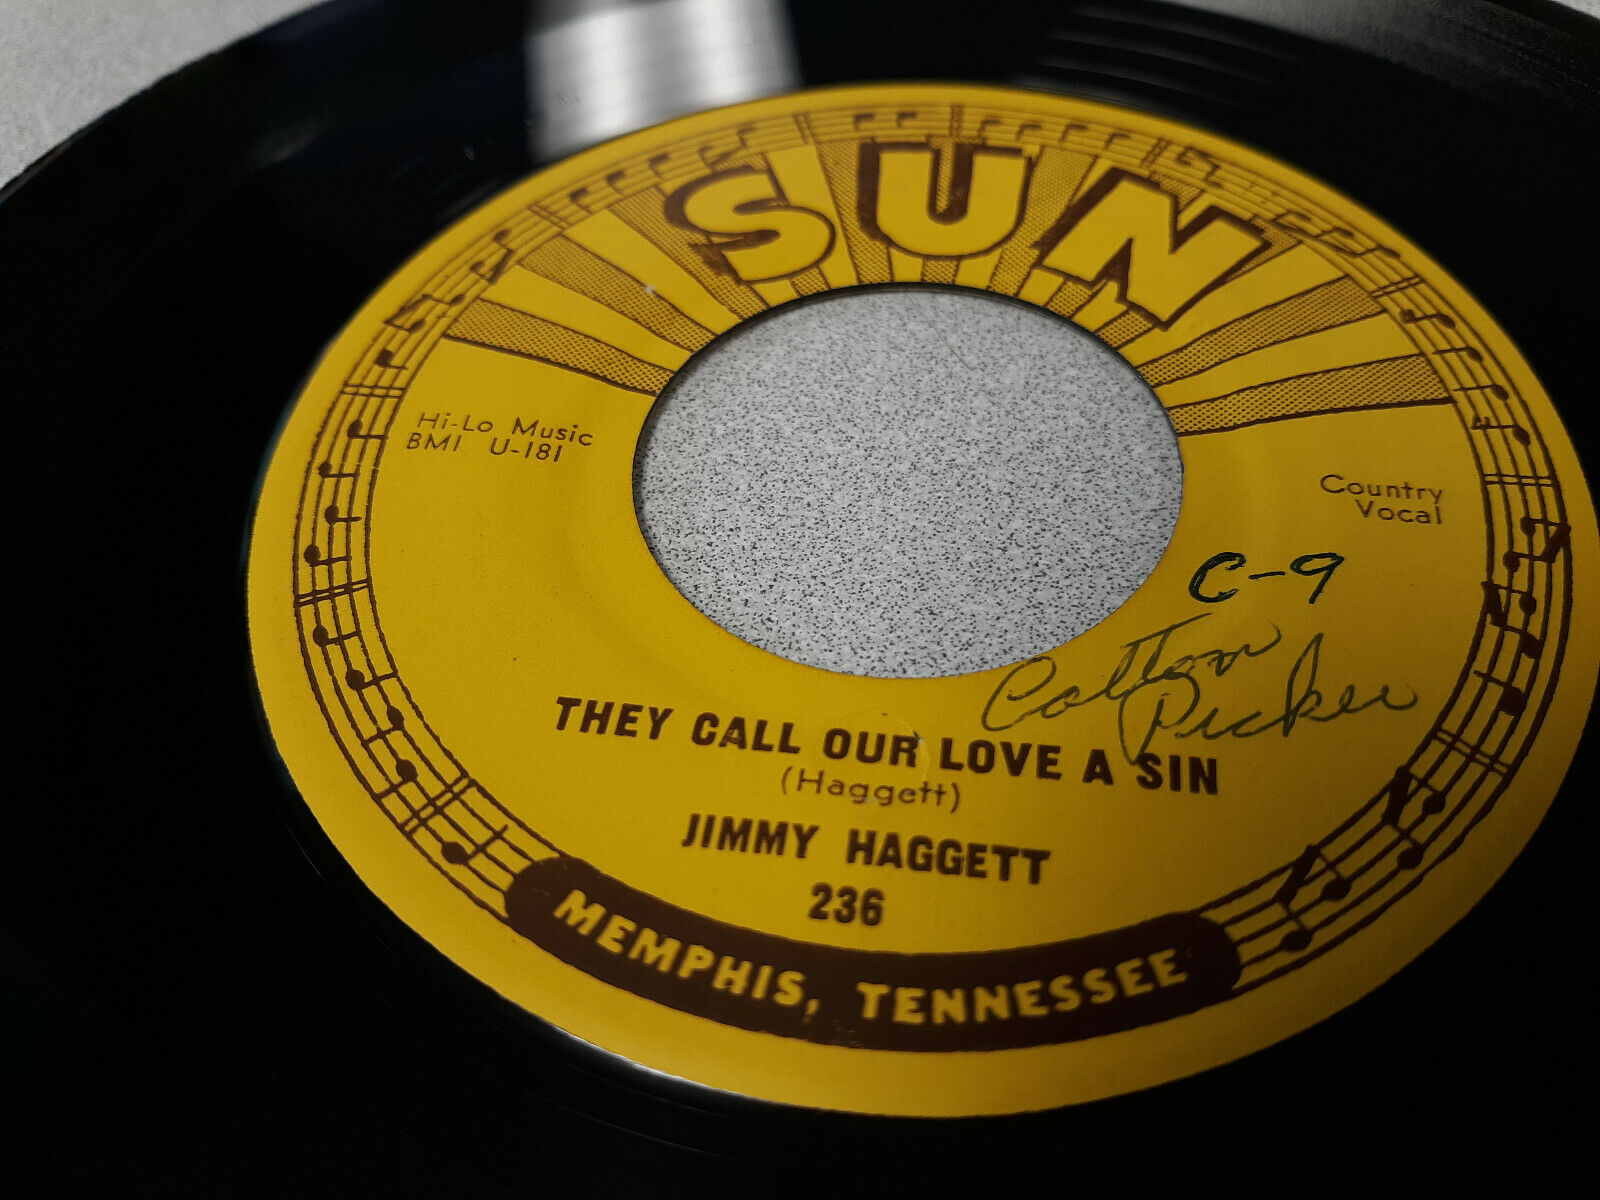 SUN
Hi-Lo Music
BMI U-181
Country
Vocal
C-9
Cotton
Picker
THEY CALL OUR LOVE A SIN
(Haggett)
JIMMY HAGGETT
236
MEMPHIS, TENNESSEE